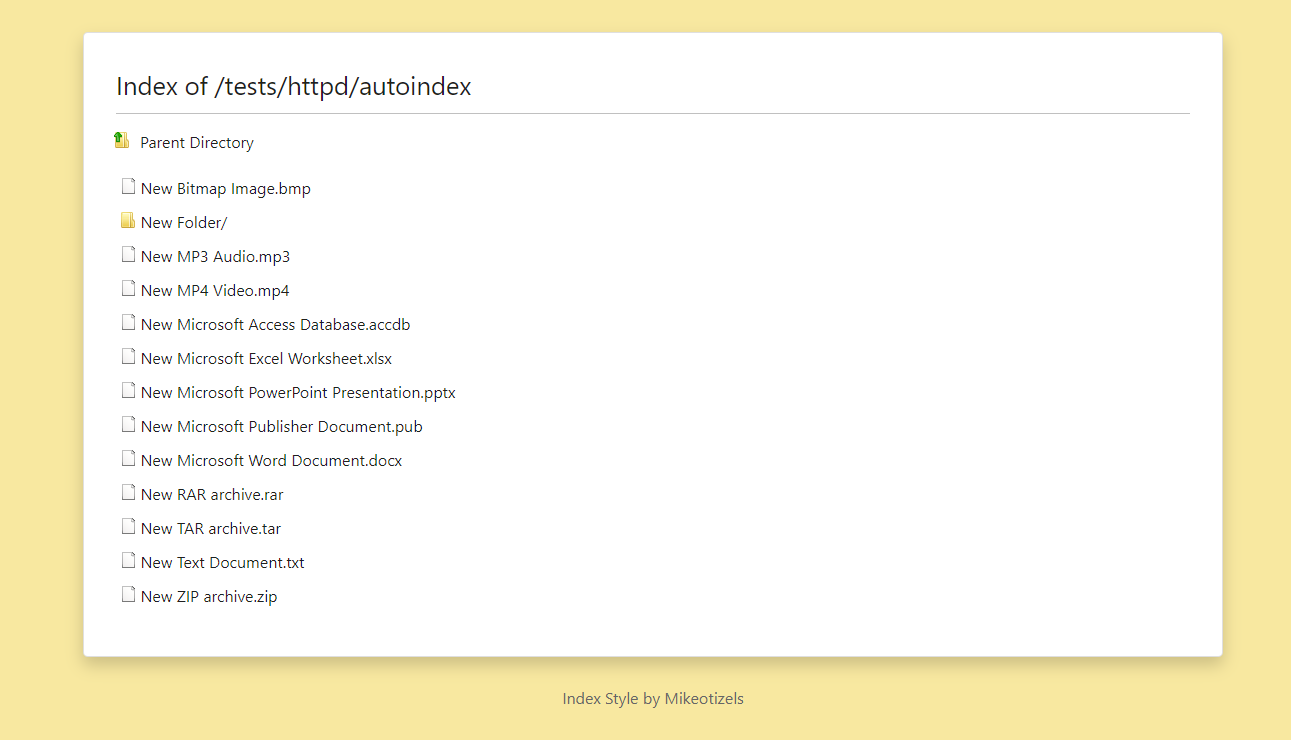 Index of /tests/httpd/autoindex
Parent Directory
New Bitmap Image.bmp
New Folder/
New MP3 Audio.mp3
New MP4 Video.mp4
New Microsoft Access Database.accdb
New Microsoft Excel Worksheet.xlsx
New Microsoft PowerPoint Presentation.pptx
New Microsoft Publisher Document.pub
New Microsoft Word Document.docx
New RAR archive.rar
New TAR archive.tar
New Text Document.txt
New ZIP archive.zip
Index Style by Mikeotizels